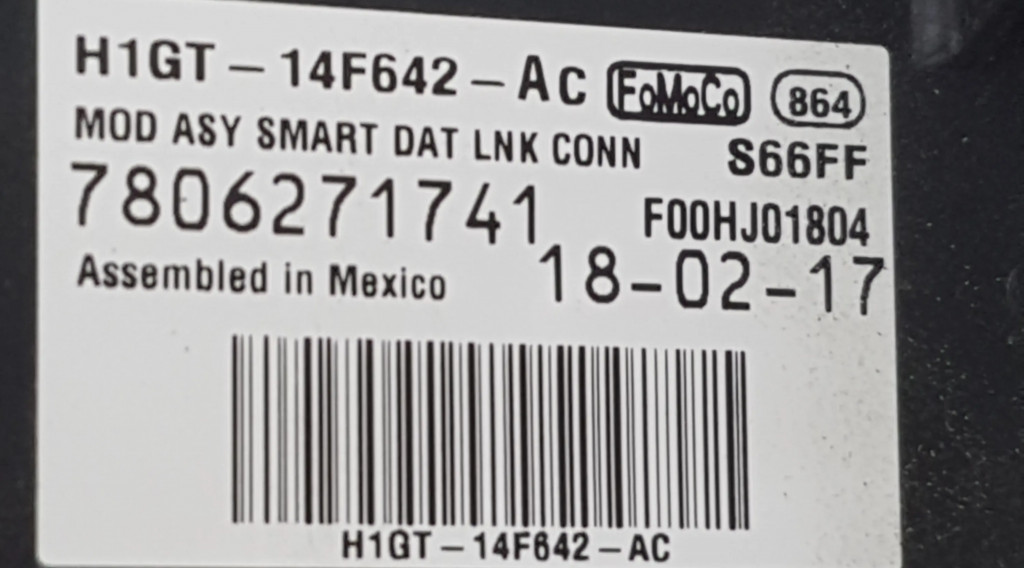 H1GT-14F642-AC FoMoCo 864
MOD ASY SMART DAT LNK CONN S66FF
7806271741 F00HJ01804
Assembled in Mexico 18-02-17
H1GT-14F642-AC